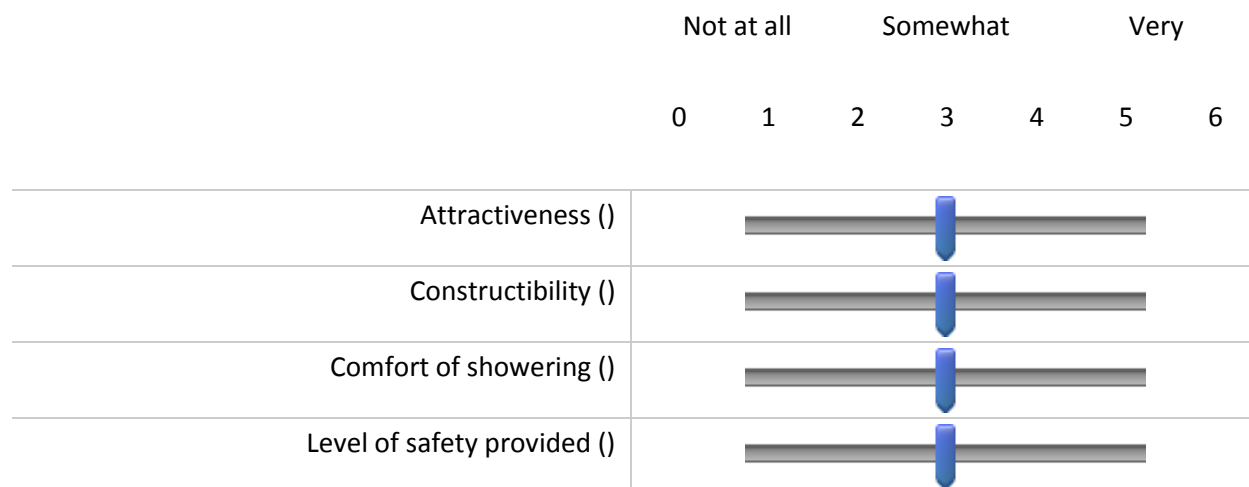 Not at all Somewhat Very
0 1 2 3 4 5 6
Attractiveness ()
Constructibility ()
Comfort of showering ()
Level of safety provided ()